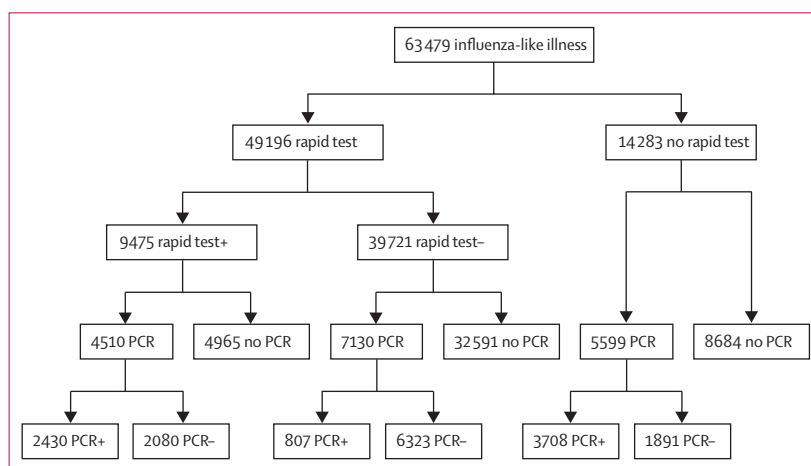 63 479 influenza-like illness
49 196 rapid test
14 283 no rapid test
9475 rapid test+
39 721 rapid test–
4510 PCR
4965 no PCR
7130 PCR
32 591 no PCR
5599 PCR
8684 no PCR
2430 PCR+
2080 PCR–
807 PCR+
6323 PCR–
3708 PCR+
1891 PCR–